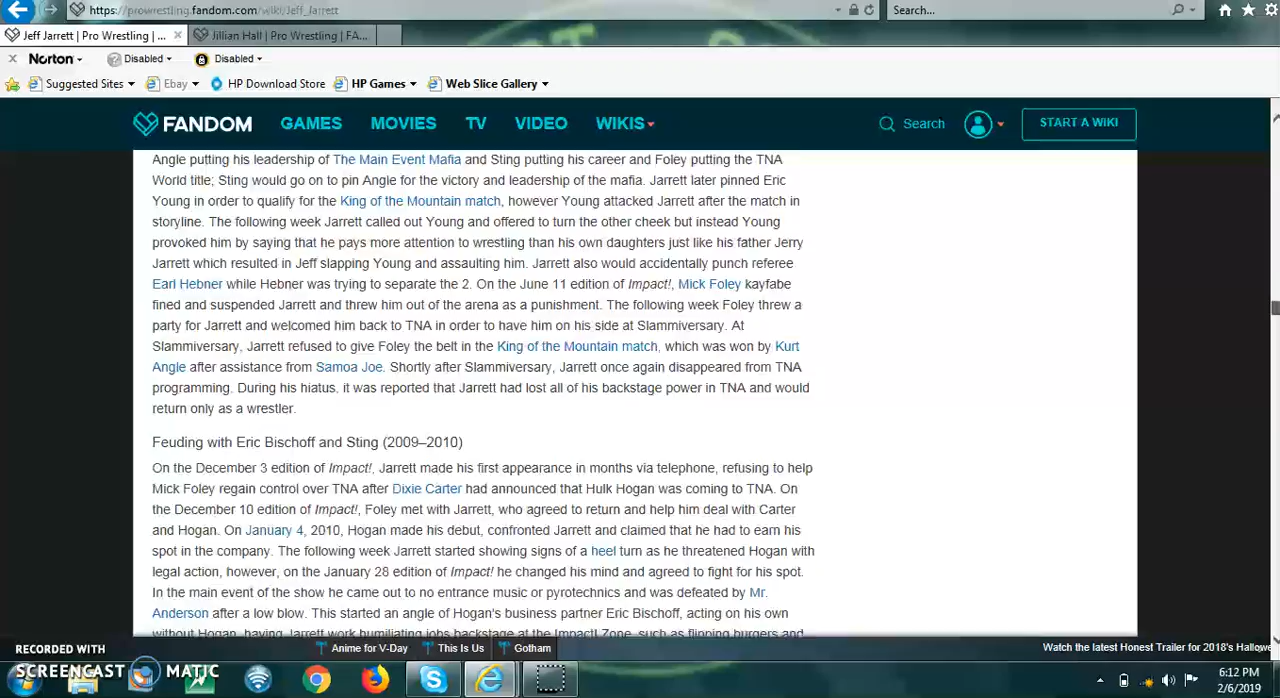 https://prowrestling.fandom.com/wiki/Jeff_Jarrett
Search...
Jeff Jarrett | Pro Wrestling | ...
Jillian Hall | Pro Wrestling | FA...
Norton
Disabled
Disabled
Suggested Sites
Ebay
HP Download Store
HP Games
Web Slice Gallery
FANDOM
GAMES
MOVIES
TV
VIDEO
WIKIS
Search
START A WIKI
Angle putting his leadership of The Main Event Mafia and Sting putting his career and Foley putting the TNA
World title; Sting would go on to pin Angle for the victory and leadership of the mafia. Jarrett later pinned Eric
Young in order to qualify for the King of the Mountain match, however Young attacked Jarrett after the match in
storyline. The following week Jarrett called out Young and offered to turn the other cheek but instead Young
provoked him by saying that he pays more attention to wrestling than his own daughters just like his father Jerry
Jarrett which resulted in Jeff slapping Young and assaulting him. Jarrett also would accidentally punch referee
Earl Hebner while Hebner was trying to separate the 2. On the June 11 edition of Impact!, Mick Foley kayfabe
fined and suspended Jarrett and threw him out of the arena as a punishment. The following week Foley threw a
party for Jarrett and welcomed him back to TNA in order to have him on his side at Slammiversary. At
Slammiversary, Jarrett refused to give Foley the belt in the King of the Mountain match, which was won by Kurt
Angle after assistance from Samoa Joe. Shortly after Slammiversary, Jarrett once again disappeared from TNA
programming. During his hiatus, it was reported that Jarrett had lost all of his backstage power in TNA and would
return only as a wrestler.
Feuding with Eric Bischoff and Sting (2009–2010)
On the December 3 edition of Impact!, Jarrett made his first appearance in months via telephone, refusing to help
Mick Foley regain control over TNA after Dixie Carter had announced that Hulk Hogan was coming to TNA. On
the December 10 edition of Impact!, Foley met with Jarrett, who agreed to return and help him deal with Carter
and Hogan. On January 4, 2010, Hogan made his debut, confronted Jarrett and claimed that he had to earn his
spot in the company. The following week Jarrett started showing signs of a heel turn as he threatened Hogan with
legal action, however, on the January 28 edition of Impact! he changed his mind and agreed to fight for his spot.
In the main event of the show he came out to no entrance music or pyrotechnics and was defeated by Mr.
Anderson after a low blow. This started an angle of Hogan's business partner Eric Bischoff, acting on his own
without Hogan, having Jarrett work humiliating jobs backstage at the Impact! Zone, such as flipping burgers and
Anime for V-Day
This Is Us
Gotham
Watch the latest Honest Trailer for 2018's Hallowe
RECORDED WITH
SCREENCAST MATIC
6:12 PM
2/6/2019